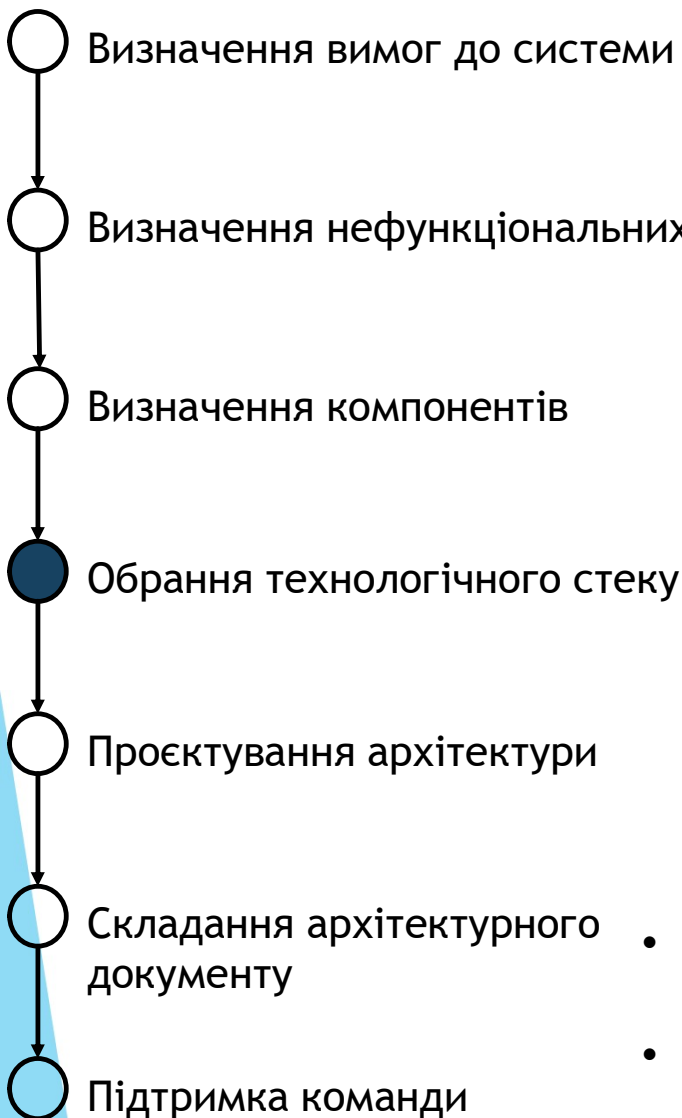 Визначення вимог до системи
Визначення нефункціональних
Визначення компонентів
Обрання технологічного стеку
Проєктування архітектури
Складання архітектурного
документу
Підтримка команди